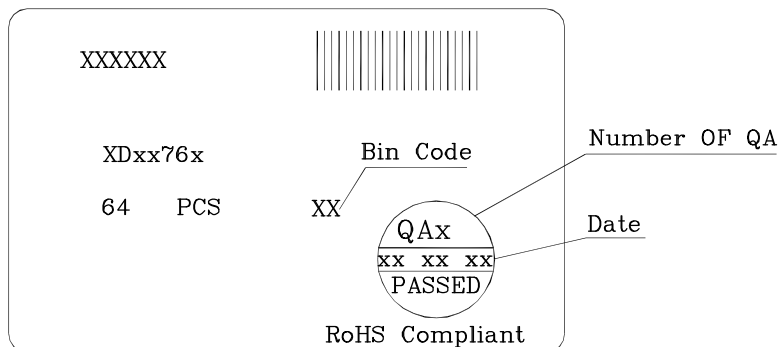 XXXXXX
XDxx76x
Bin Code
Number OF QA
64 PCS XX
QAx
Date
xx xx xx
PASSED
RoHS Compliant